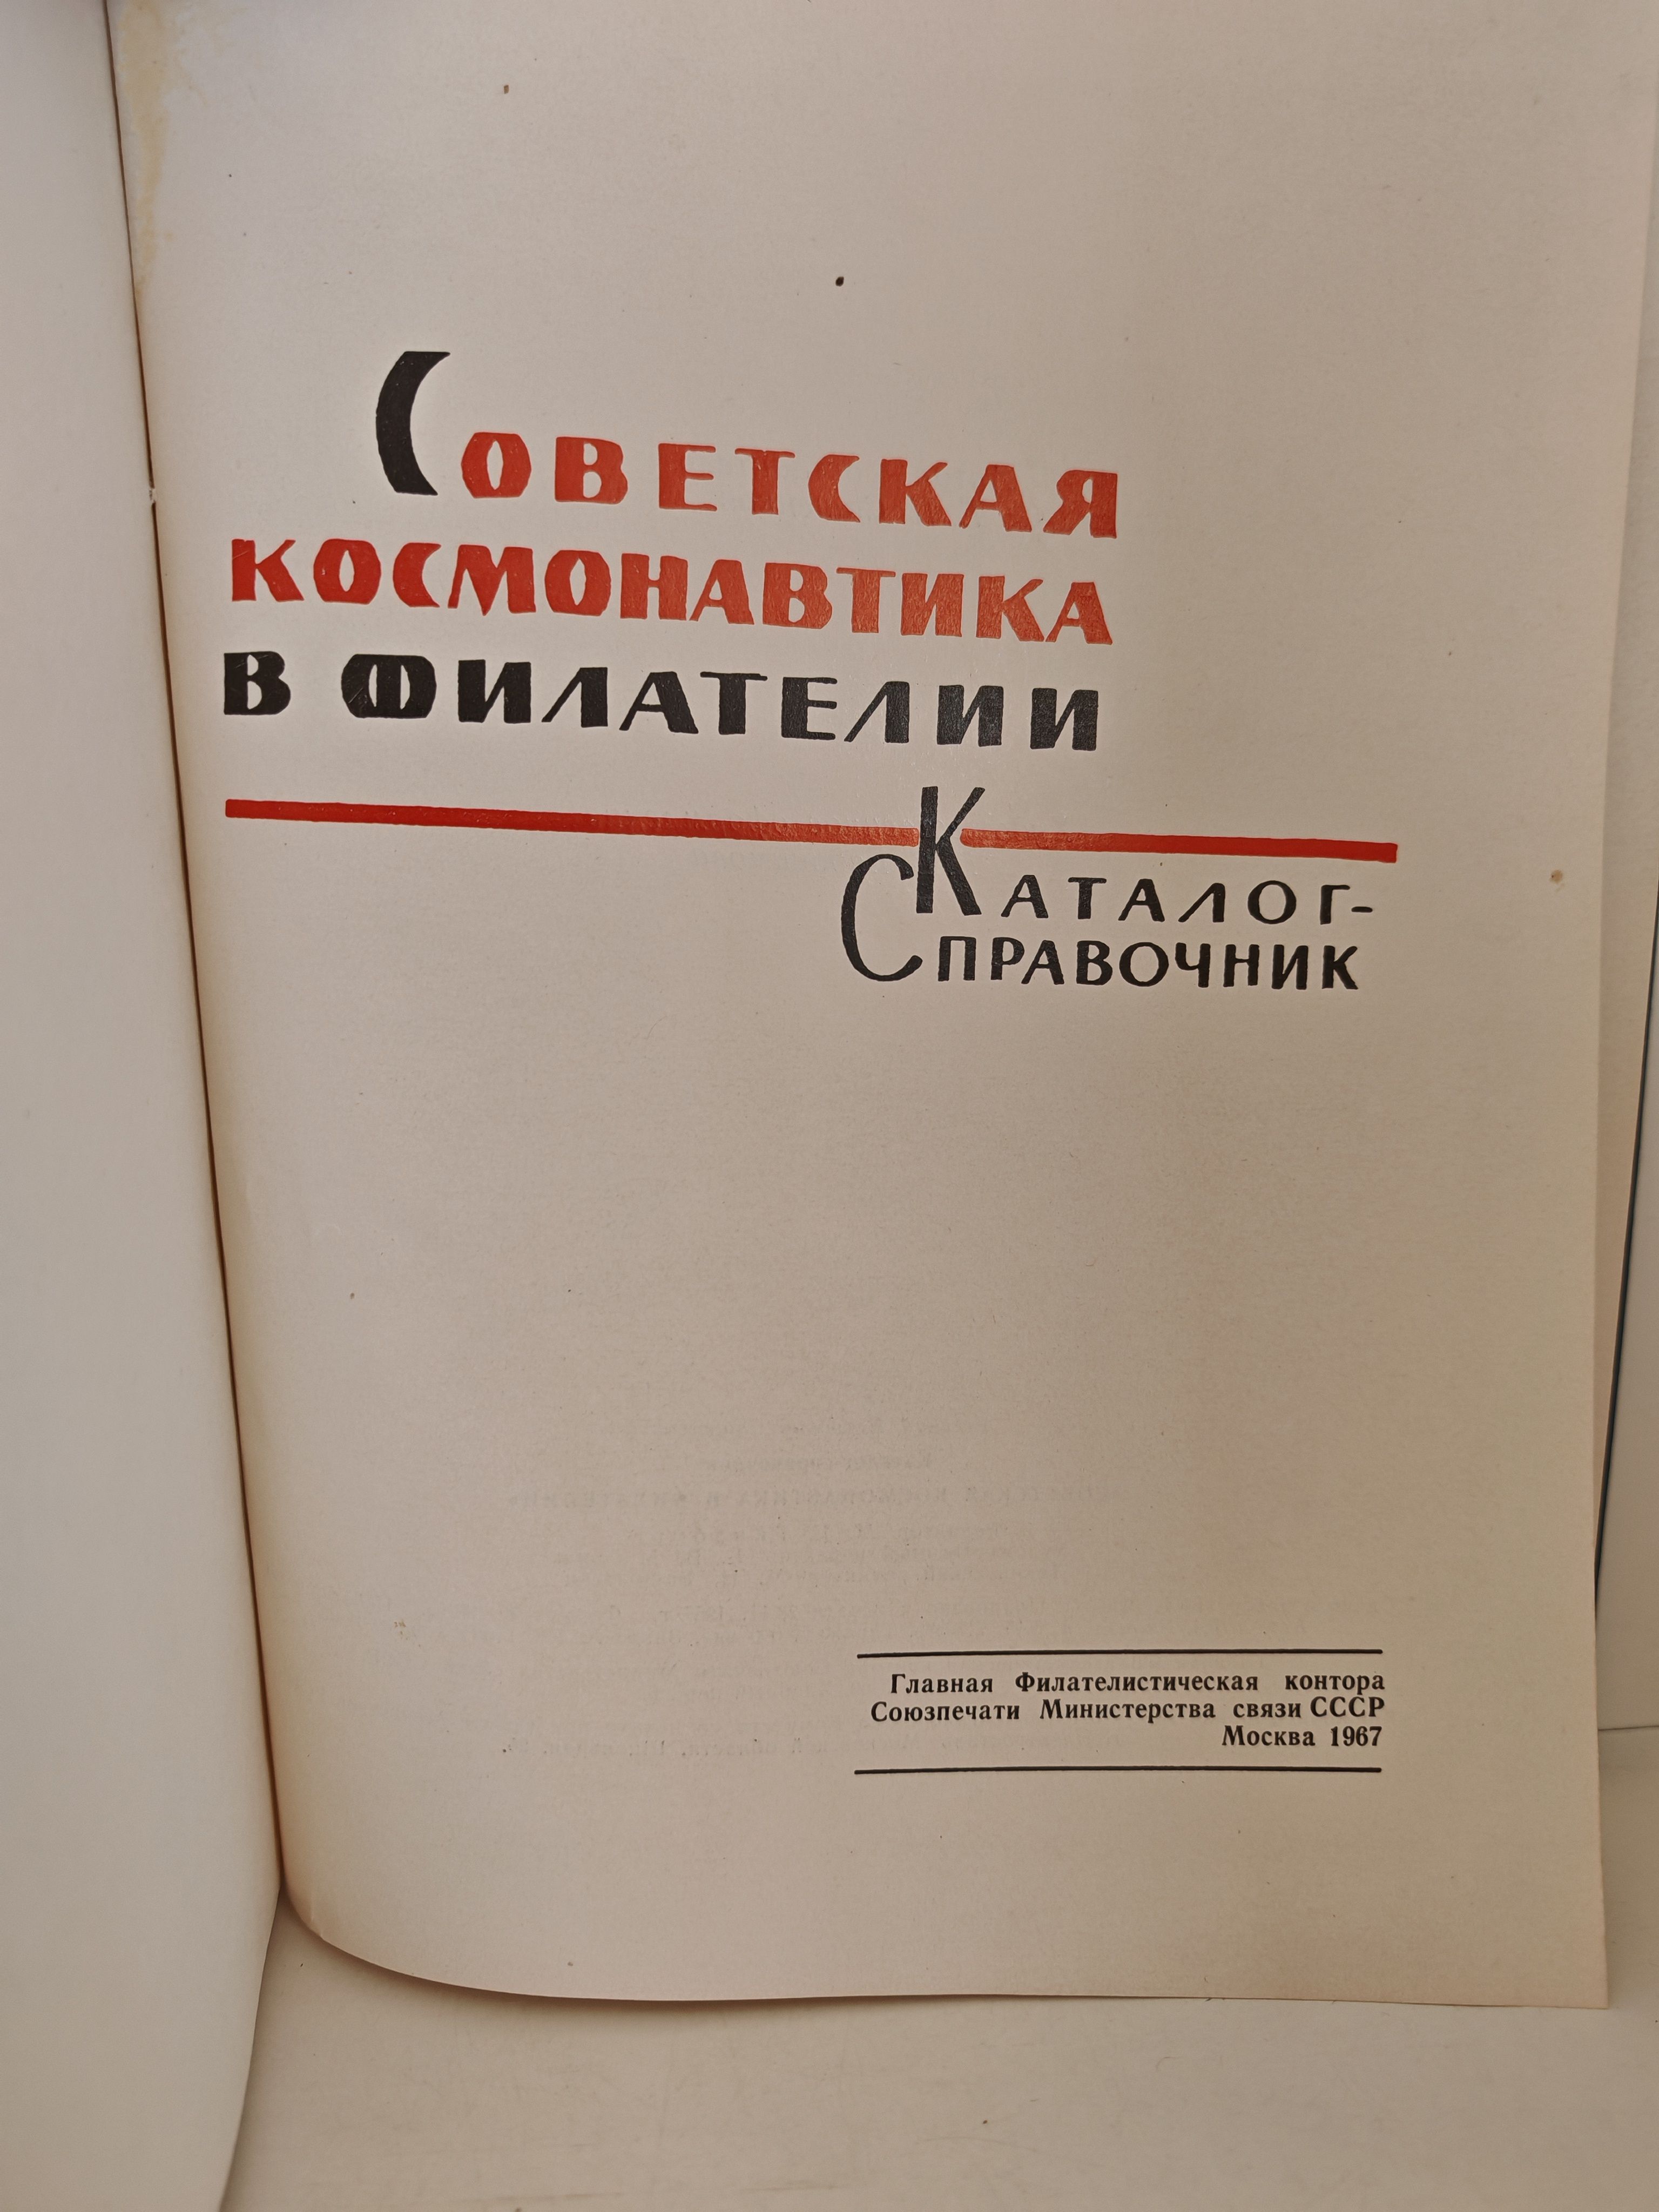 Советская
космонавтика
в филателии
Каталог-
Справочник
Главная Филателистическая контора
Союзпечати Министерства связи СССР
Москва 1967